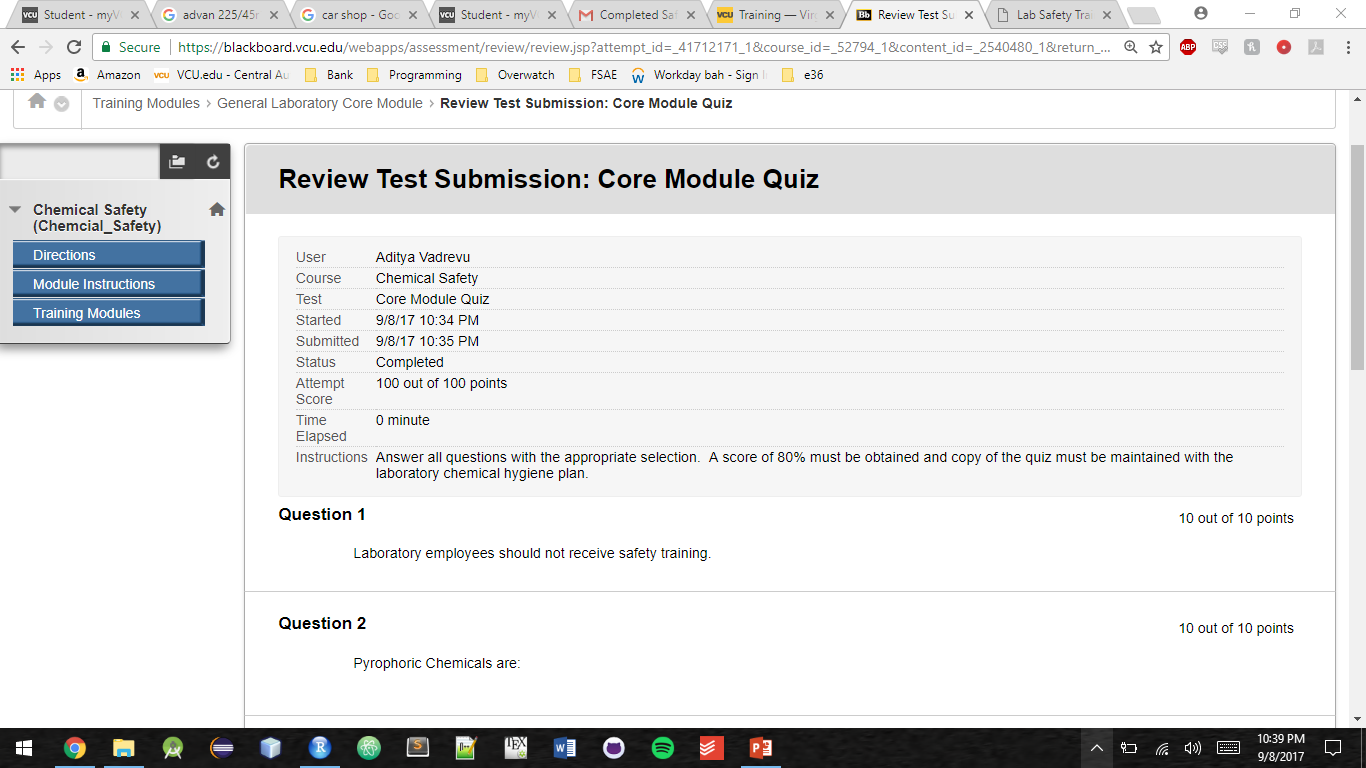 VCU Student - myV
advan 225/45r
car shop - Goo
VCU Student - myV
Completed Sa
VCU Training — Vir
Bb Review Test Su
Lab Safety Trai
Secure | https://blackboard.vcu.edu/webapps/assessment/review/review.jsp?attempt_id=_41712171_1&course_id=_52794_1&content_id=_2540480_1&return_...
ABP
Apps
a Amazon
VCU VCU.edu - Central Au
Bank
Programming
Overwatch
FSAE
Workday bah - Sign I
e36
Training Modules > General Laboratory Core Module > Review Test Submission: Core Module Quiz
Chemical Safety
(Chemcial_Safety)
Directions
Module Instructions
Training Modules
Review Test Submission: Core Module Quiz
User Aditya Vadrevu
Course Chemical Safety
Test Core Module Quiz
Started 9/8/17 10:34 PM
Submitted 9/8/17 10:35 PM
Status Completed
Attempt 100 out of 100 points
Score
Time 0 minute
Elapsed
Instructions Answer all questions with the appropriate selection. A score of 80% must be obtained and copy of the quiz must be maintained with the
laboratory chemical hygiene plan.
Question 1
10 out of 10 points
Laboratory employees should not receive safety training.
Question 2
10 out of 10 points
Pyrophoric Chemicals are:
10:39 PM
9/8/2017